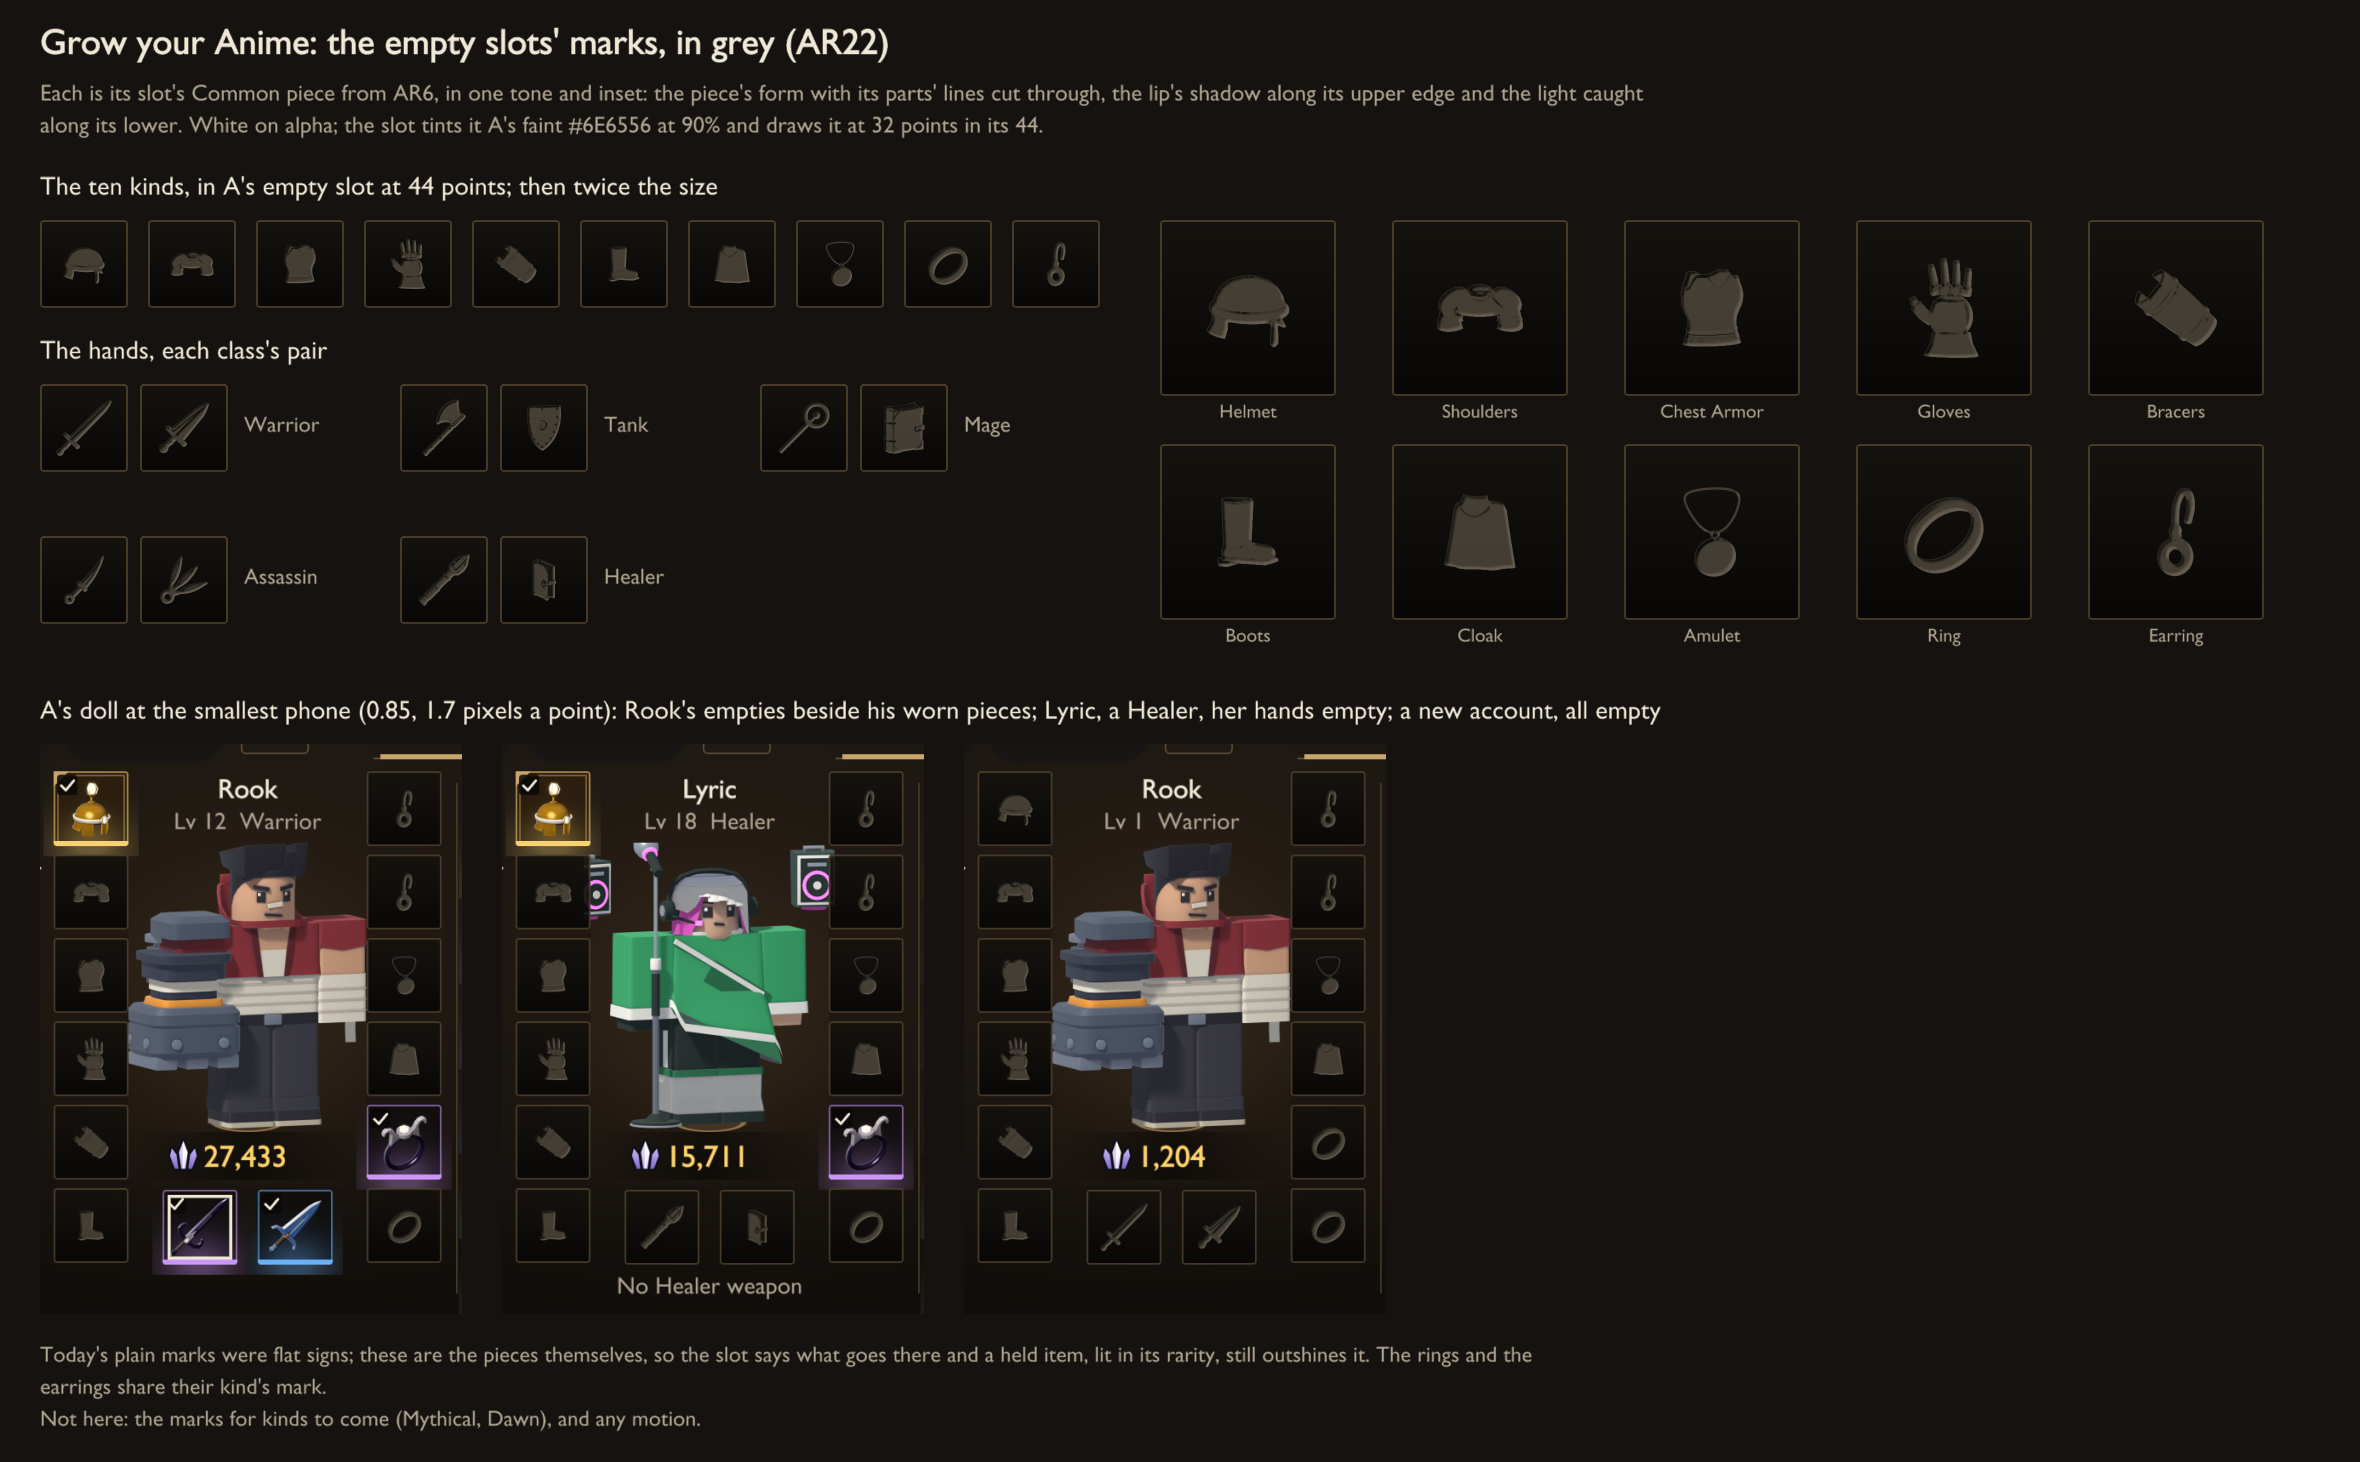 Grow your Anime: the empty slots' marks, in grey (AR22)
Each is its slot's Common piece from AR6, in one tone and inset: the piece's form with its parts' lines cut through, the lip's shadow along its upper edge and the light caught
along its lower. White on alpha; the slot tints it A's faint #6E6556 at 90% and draws it at 32 points in its 44.
The ten kinds, in A's empty slot at 44 points; then twice the size
Helmet
Shoulders
Chest Armor
Gloves
Bracers
The hands, each class's pair
Warrior
Tank
Mage
Assassin
Healer
Boots
Cloak
Amulet
Ring
Earring
A's doll at the smallest phone (0.85, 1.7 pixels a point): Rook's empties beside his worn pieces; Lyric, a Healer, her hands empty; a new account, all empty
Rook
Lv 12 Warrior
27,433
Lyric
Lv 18 Healer
15,711
No Healer weapon
Rook
Lv 1 Warrior
1,204
Today's plain marks were flat signs; these are the pieces themselves, so the slot says what goes there and a held item, lit in its rarity, still outshines it. The rings and the
earrings share their kind's mark.
Not here: the marks for kinds to come (Mythical, Dawn), and any motion.